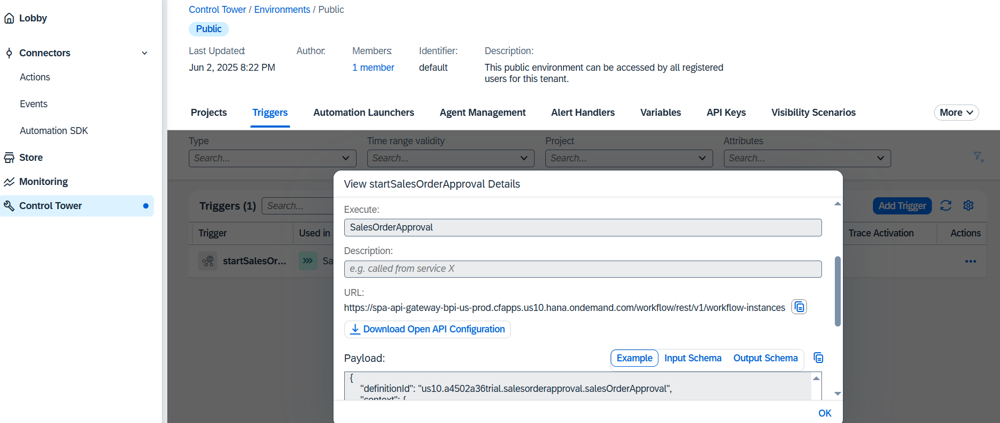 Lobby
Connectors
Actions
Events
Automation SDK
Store
Monitoring
Control Tower
Control Tower / Environments / Public
Public
Last Updated: Author: Members: Identifier: Description:
Jun 2, 2025 8:22 PM 1 member default This public environment can be accessed by all registered
users for this tenant.
Projects Triggers Automation Launchers Agent Management Alert Handlers Variables API Keys Visibility Scenarios More
Type Time range validity Project Attributes
Search... Search... Search... Search...
Triggers (1) Search... Add Trigger
Trigger Used in Trace Activation Actions
startSalesOr... Sa
View startSalesOrderApproval Details
Execute:
SalesOrderApproval
Description:
e.g. called from service X
URL:
https://spa-api-gateway-bpi-us-prod.cfapps.us10.hana.ondemand.com/workflow/rest/v1/workflow-instances
Download Open API Configuration
Payload: Example Input Schema Output Schema
{
"definitionId": "us10.a4502a36trial.salesorderapproval.salesOrderApproval",
"context": {
OK